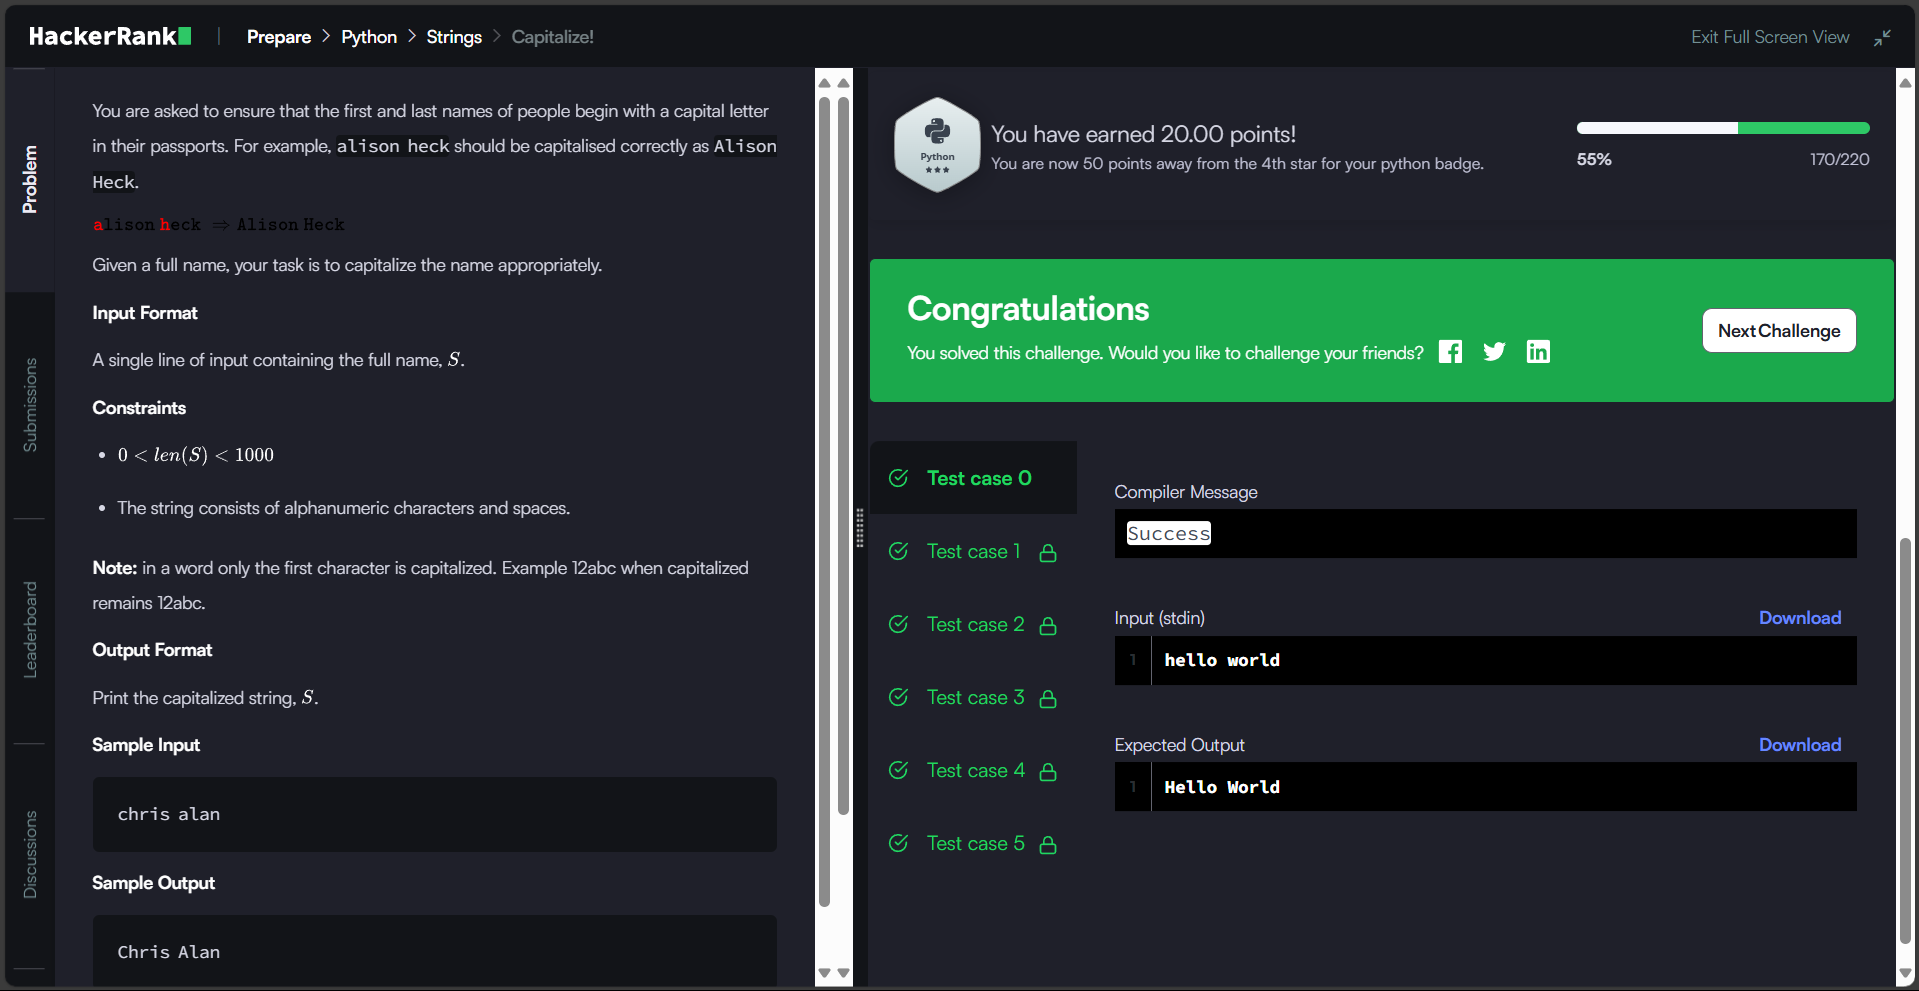 HackerRank
Prepare > Python > Strings > Capitalize!
Exit Full Screen View
Problem
Submissions
Leaderboard
Discussions
You are asked to ensure that the first and last names of people begin with a capital letter
in their passports. For example, alison heck should be capitalised correctly as Alison
Heck.
alison heck ⇒ Alison Heck
Given a full name, your task is to capitalize the name appropriately.
Input Format
A single line of input containing the full name, S.
Constraints
• 0 < len(S) < 1000
• The string consists of alphanumeric characters and spaces.
Note: in a word only the first character is capitalized. Example 12abc when capitalized
remains 12abc.
Output Format
Print the capitalized string, S.
Sample Input
chris alan
Sample Output
Chris Alan
Python
★★★
You have earned 20.00 points!
You are now 50 points away from the 4th star for your python badge.
55%
170/220
Congratulations
You solved this challenge. Would you like to challenge your friends?
Next Challenge
Test case 0
Test case 1
Test case 2
Test case 3
Test case 4
Test case 5
Compiler Message
Success
Input (stdin)
Download
1 hello world
Expected Output
Download
1 Hello World